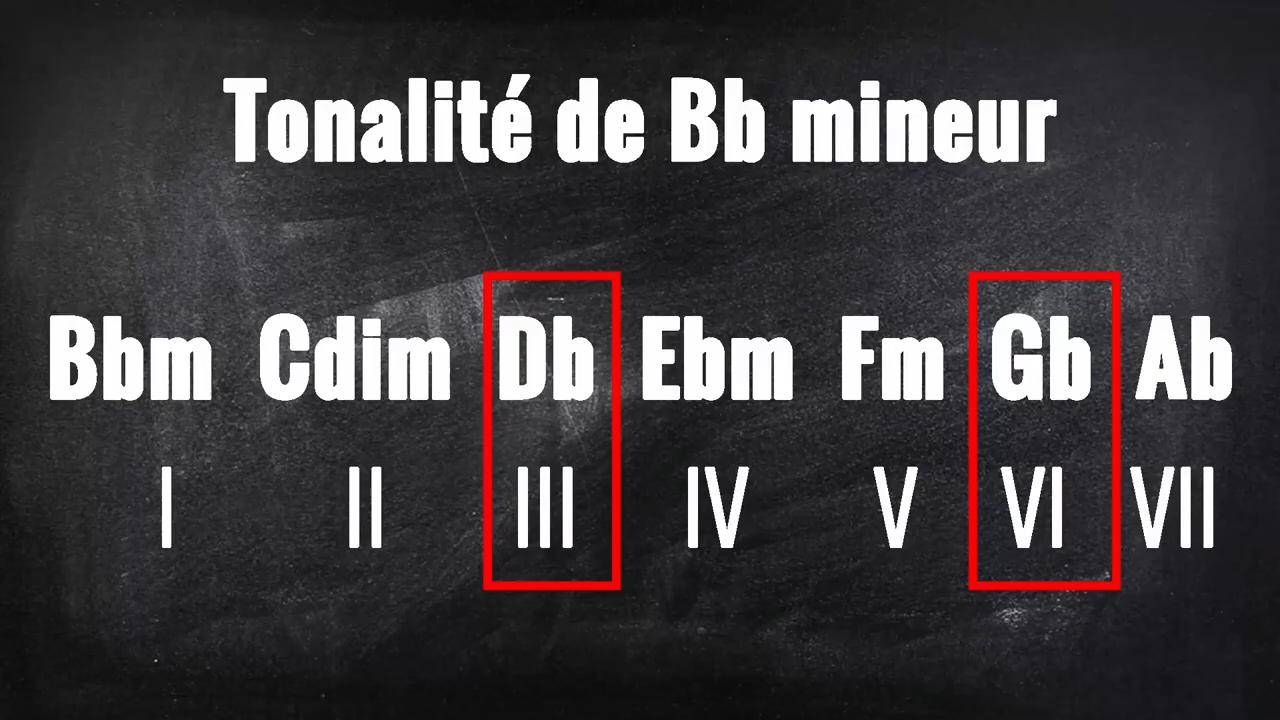 Tonalité de Bb mineur
Bbm Cdim Db Ebm Fm Gb Ab
I II III IV V VI VII